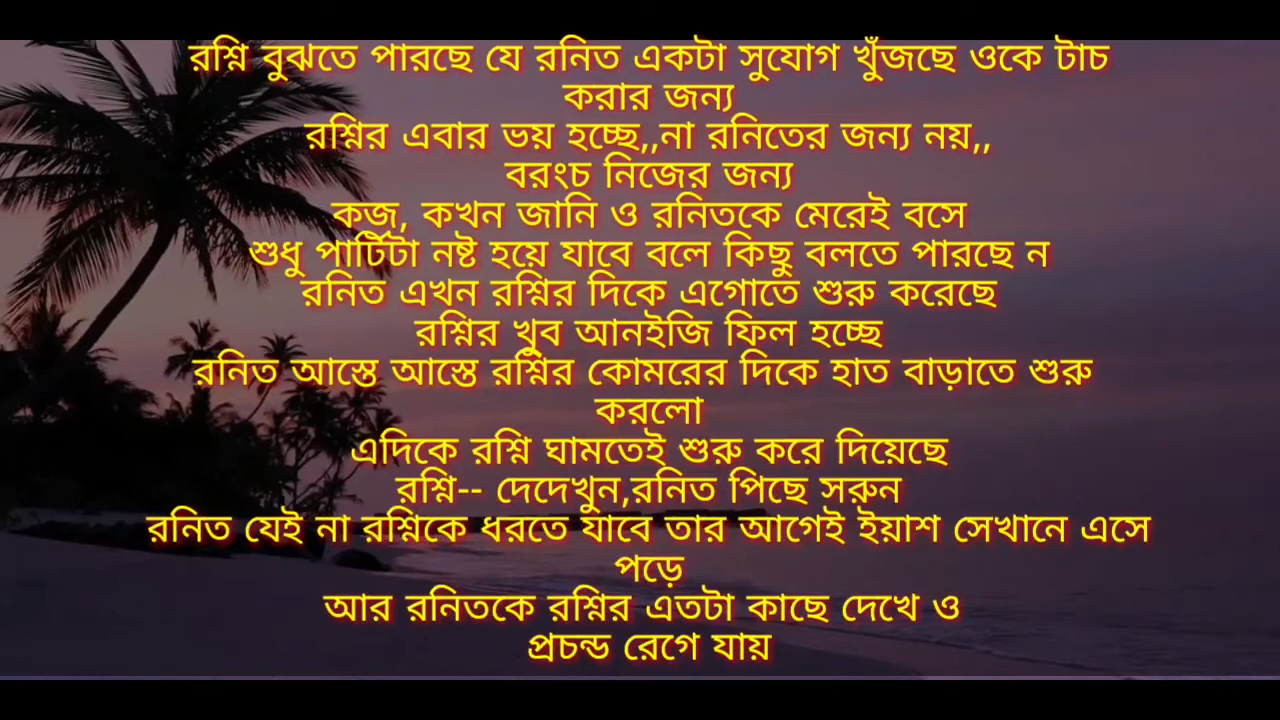 রশ্নি বুঝতে পারছে যে রনিত একটা সুযোগ খুঁজছে ওকে টাচ
করার জন্য
রশ্নির এবার ভয় হচ্ছে,,না রনিতের জন্য নয়,,
বরংচ নিজের জন্য
কজ, কখন জানি ও রনিতকে মেরেই বসে
শুধু পার্টিটা নষ্ট হয়ে যাবে বলে কিছু বলতে পারছে ন
রনিত এখন রশ্নির দিকে এগোতে শুরু করেছে
রশ্নির খুব আনইজি ফিল হচ্ছে
রনিত আস্তে আস্তে রশ্নির কোমরের দিকে হাত বাড়াতে শুরু
করলো
এদিকে রশ্নি ঘামতেই শুরু করে দিয়েছে
রশ্নি-- দেদেখুন,রনিত পিছে সরুন
রনিত যেই না রশ্নিকে ধরতে যাবে তার আগেই ইয়াশ সেখানে এসে
পড়ে
আর রনিতকে রশ্নির এতটা কাছে দেখে ও
প্রচন্ড রেগে যায়